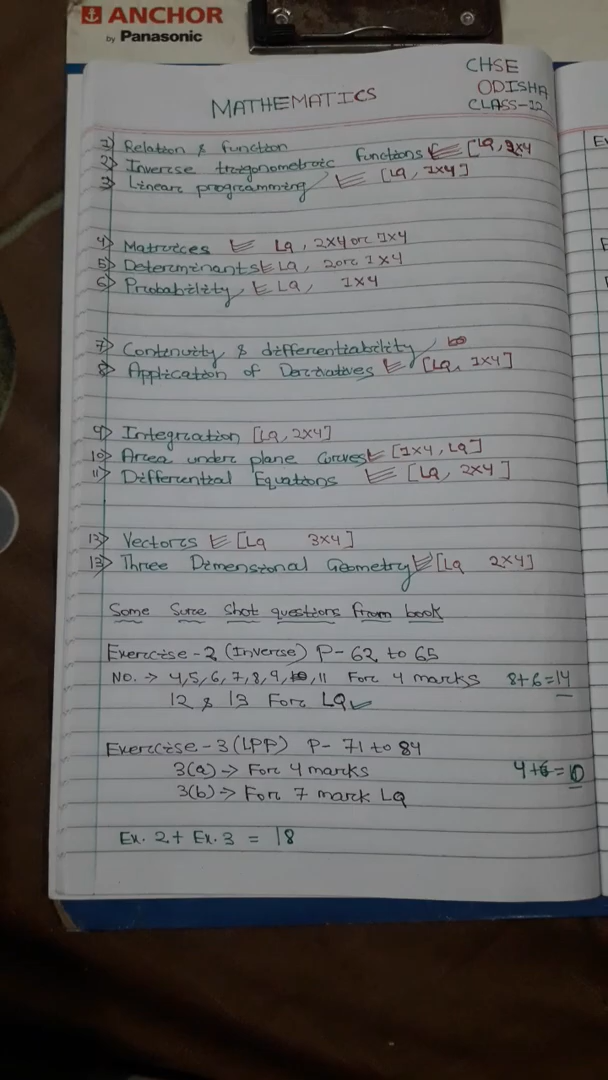 ANCHOR
by Panasonic
CHSE
ODISHA
CLASS-12
MATHEMATICS
1) Relation & function
2) Inverse trigonometric functions [LQ, 2x4
3) Linear programming [LQ, 1x4]
4) Matrices LQ, 2x4 or 1x4
5) Determinants LQ, 2 or 1x4
6) Probability, LQ, 1x4
7) Continuity & differentiability
8) Application of Derivatives [LQ, 1x4]
9) Integration [LQ, 2x4]
10) Area under plane curves [1x4, LQ]
11) Differential Equations [LQ, 2x4]
12) Vectors [LQ 3x4]
13) Three Dimensional Geometry [LQ 2x4]
Some Sure Shot questions from book
Exercise-2 (Inverse) P-62 to 65
NO. → 4,5,6,7,8,9,10,11 For 4 marks 8+6=14
12 & 13 For LQ
Exercise-3 (LPP) P-71 to 84
3(a) → For 4 marks 4+6=10
3(b) → For 7 mark LQ
Ex. 2 + Ex. 3 = 18